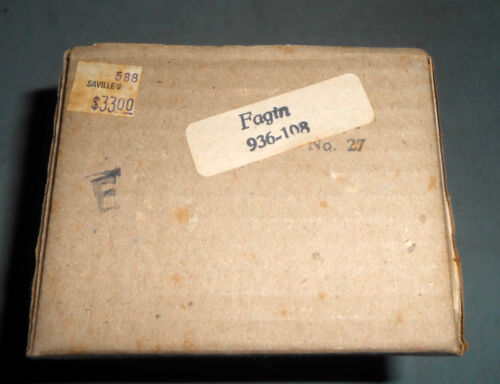 588
SAVILLE'S
$33.00
Fagin
936-108
No. 27
E